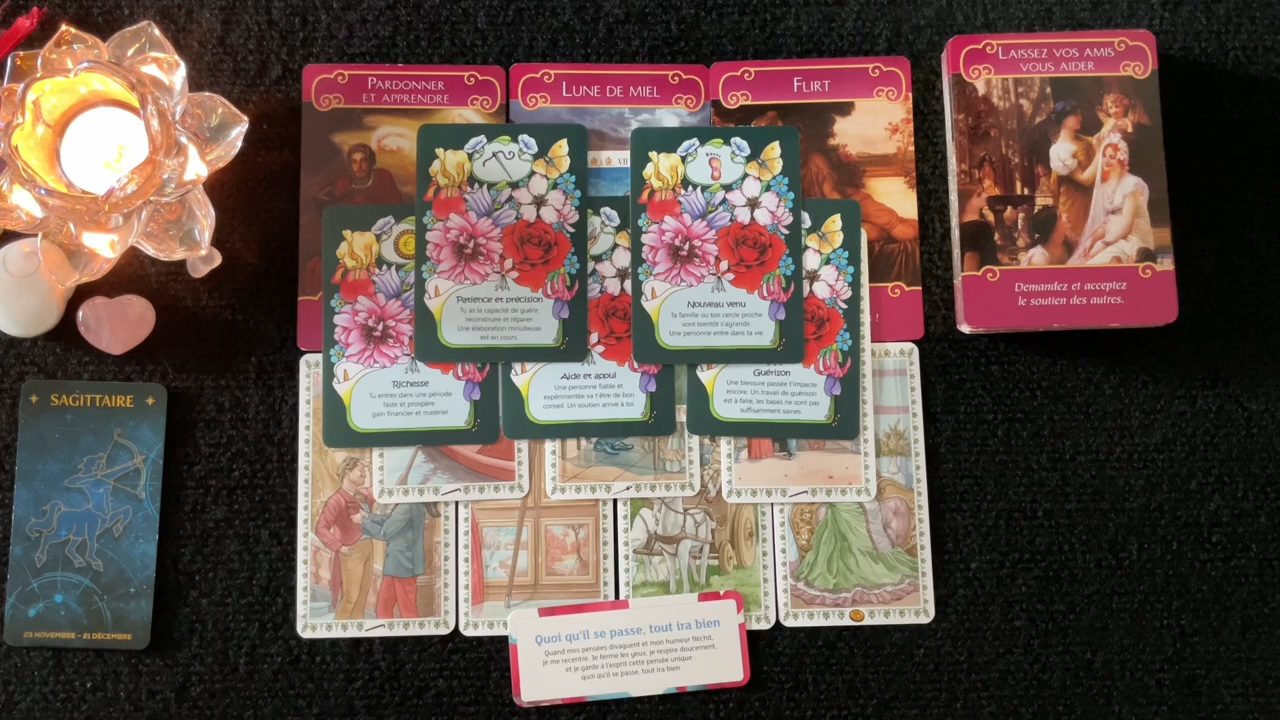 PARDONNER
ET APPRENDRE
LUNE DE MIEL
FLIRT
LAISSEZ VOS AMIS
VOUS AIDER
Demandez et acceptez
le soutien des autres.
VII
!
Patience et précision
Tu as la capacité de guérir,
reconstruire et réparer.
Une élaboration minutieuse
est en cours.
Nouveau venu
Ta famille ou ton cercle proche
vont bientôt s'agrandir.
Une personne entre dans ta vie.
Richesse
Tu entres dans une période
faste et prospère
gain financier et matériel
Aide et appui
Une personne fiable et
expérimentée va t'être de bon
conseil. Un soutien arrive à toi.
Guérison
Une blessure passée t'impacte
encore. Un travail de guérison
est à faire, les bases ne sont pas
suffisamment saines.
SAGITTAIRE
23 NOVEMBRE - 21 DÉCEMBRE
Quoi qu'il se passe, tout ira bien
Quand mes pensées divaguent et mon humeur fléchit,
je me recentre. Je ferme les yeux, je respire doucement,
et je garde à l'esprit cette pensée unique
quoi qu'il se passe, tout ira bien.